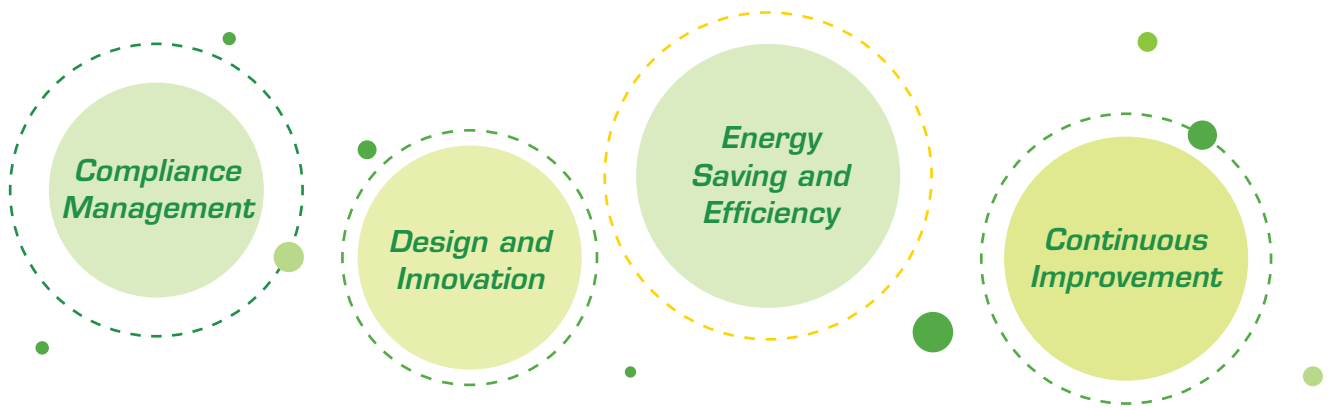 Compliance
Management
Design and
Innovation
Energy
Saving and
Efficiency
Continuous
Improvement